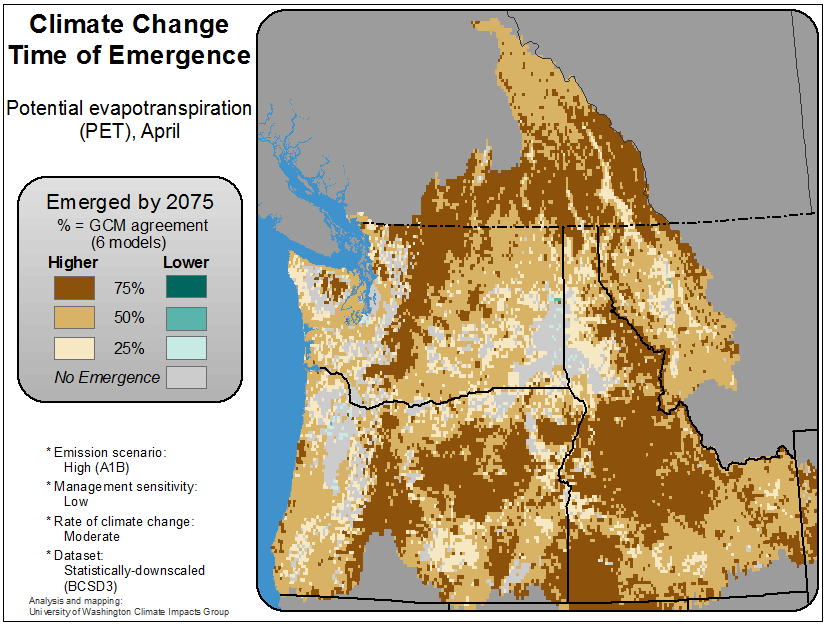 Climate Change
Time of Emergence
Potential evapotranspiration
(PET), April
Emerged by 2075
% = GCM agreement
(6 models)
Higher Lower
75%
50%
25%
No Emergence
* Emission scenario:
High (A1B)
* Management sensitivity:
Low
* Rate of climate change:
Moderate
* Dataset:
Statistically-downscaled
(BCSD3)
Analysis and mapping:
University of Washington Climate Impacts Group